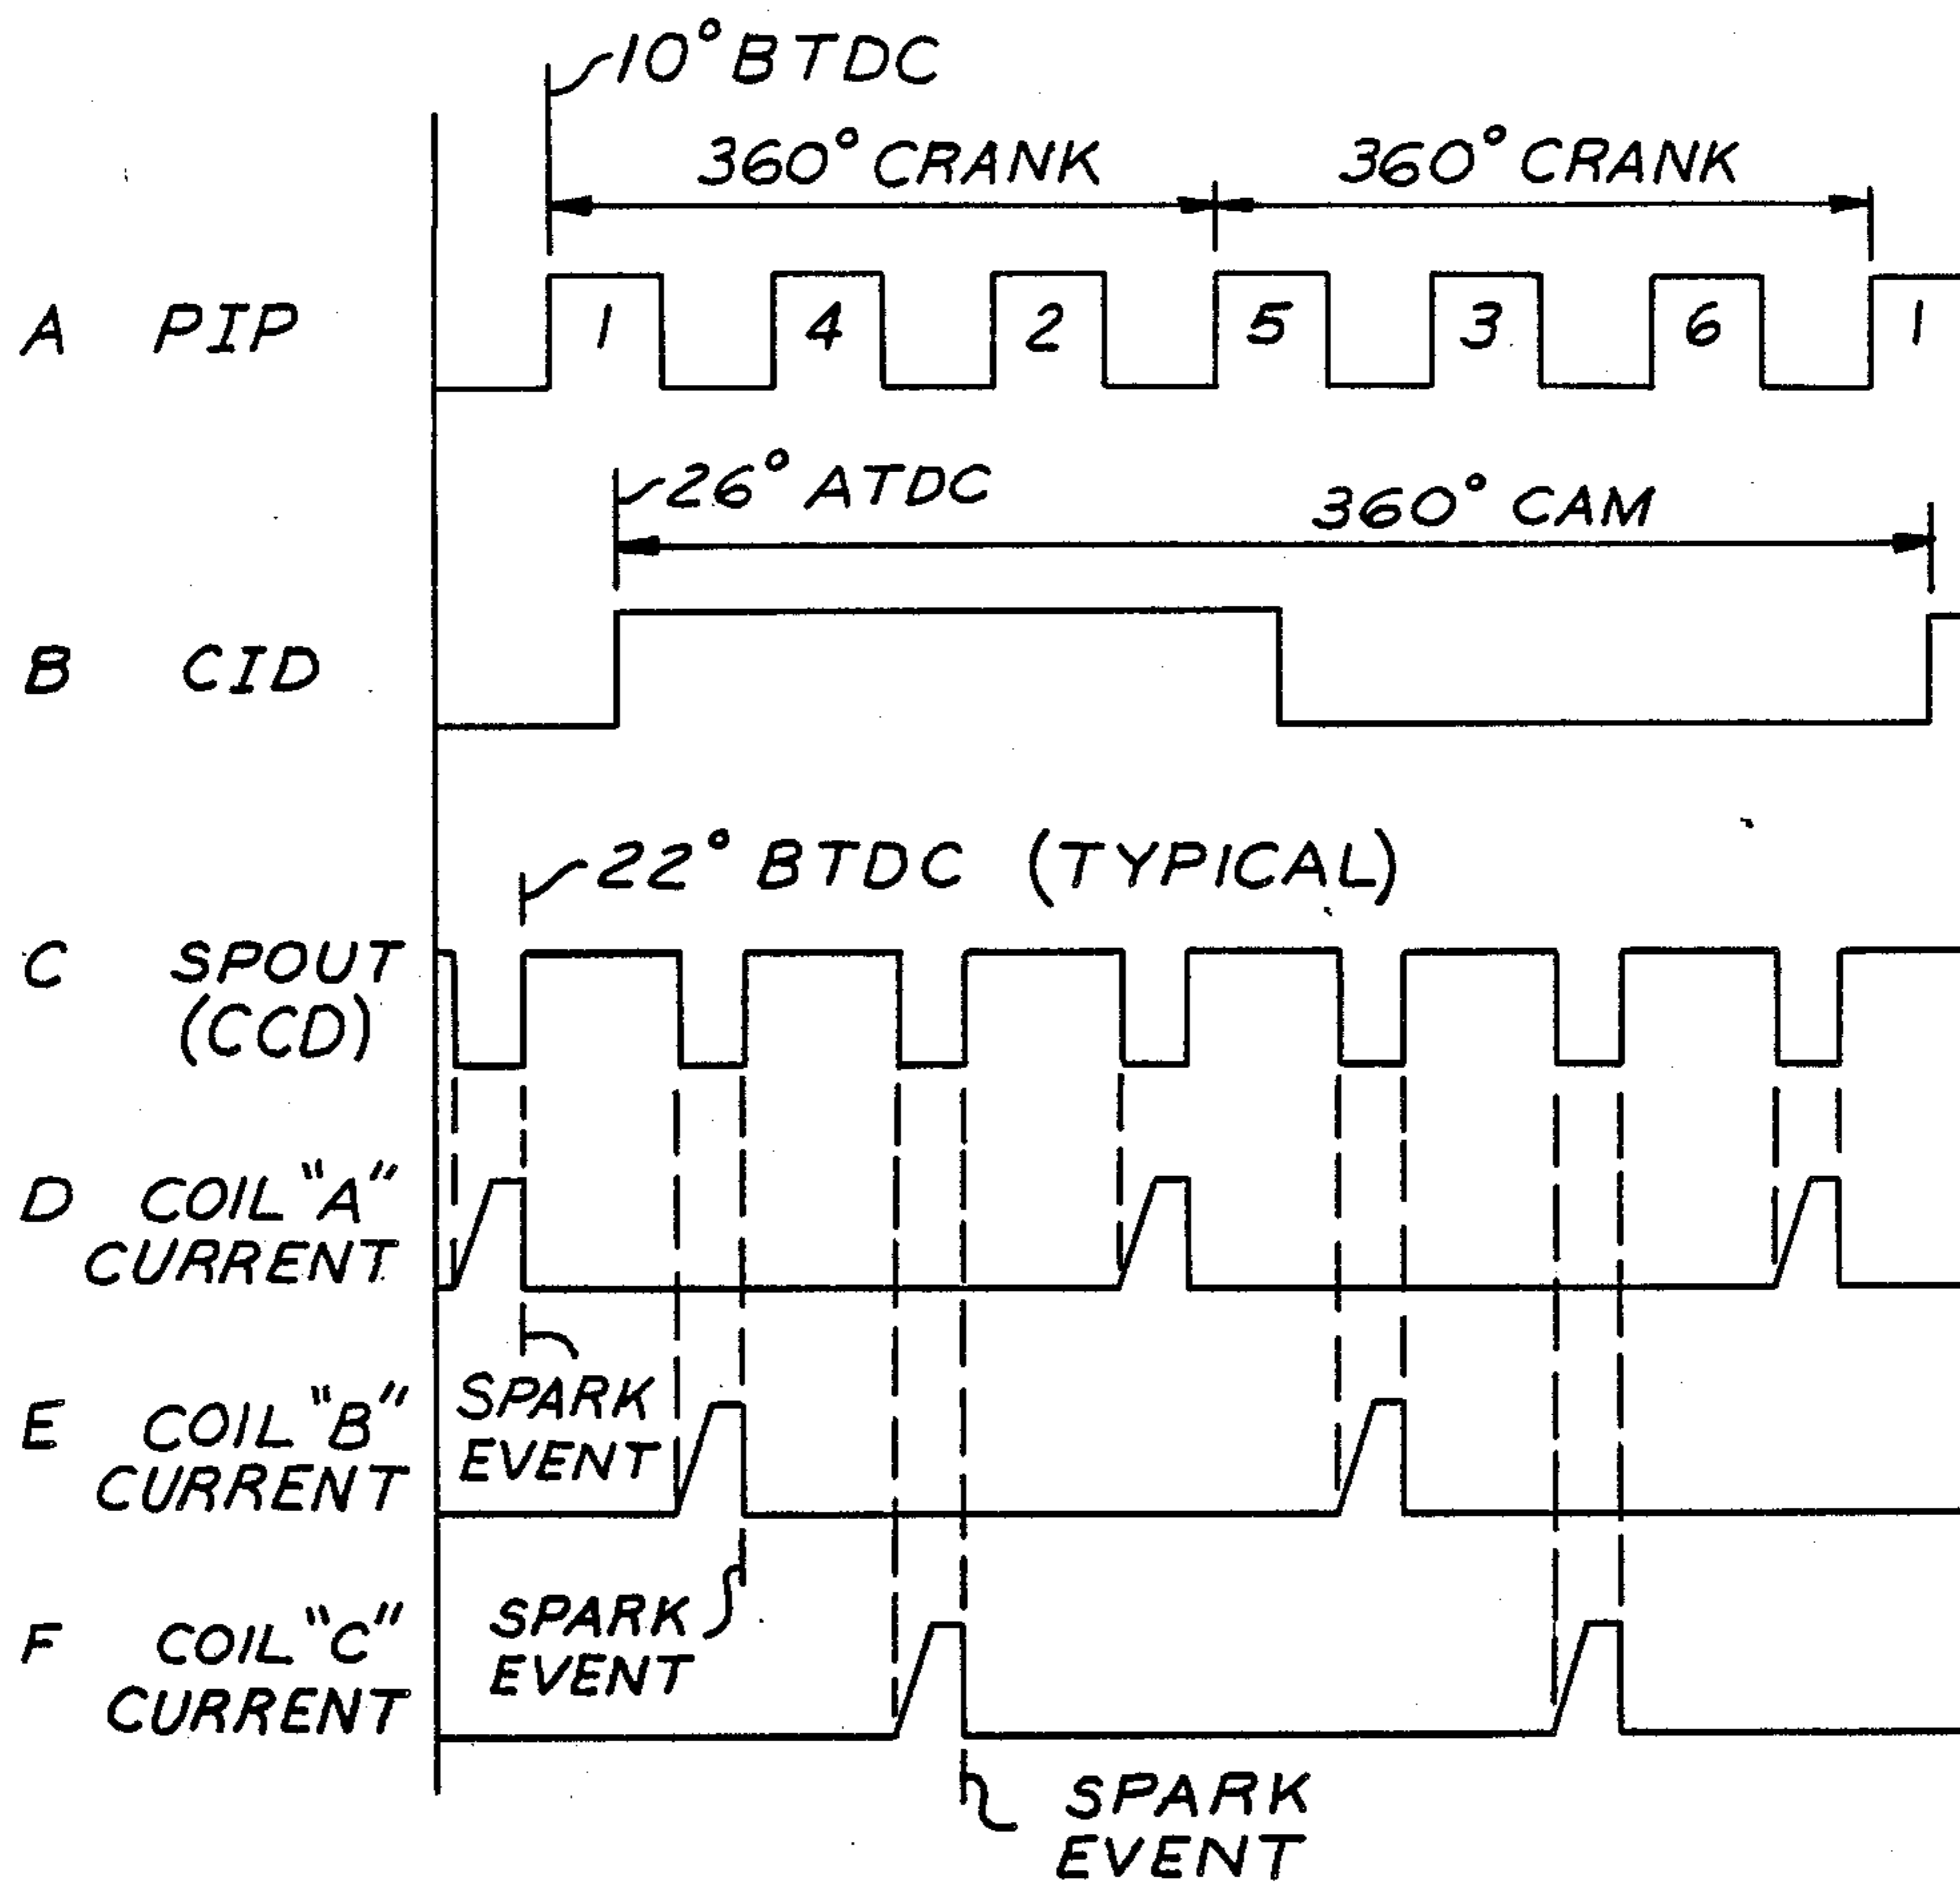 10° BTDC
360° CRANK
360° CRANK
A PIP
1 4 2 5 3 6 1
26° ATDC
360° CAM
B CID
22° BTDC (TYPICAL)
C SPOUT
(CCD)
D COIL "A"
CURRENT
SPARK
EVENT
E COIL "B"
CURRENT
SPARK
EVENT
F COIL "C"
CURRENT
SPARK
EVENT